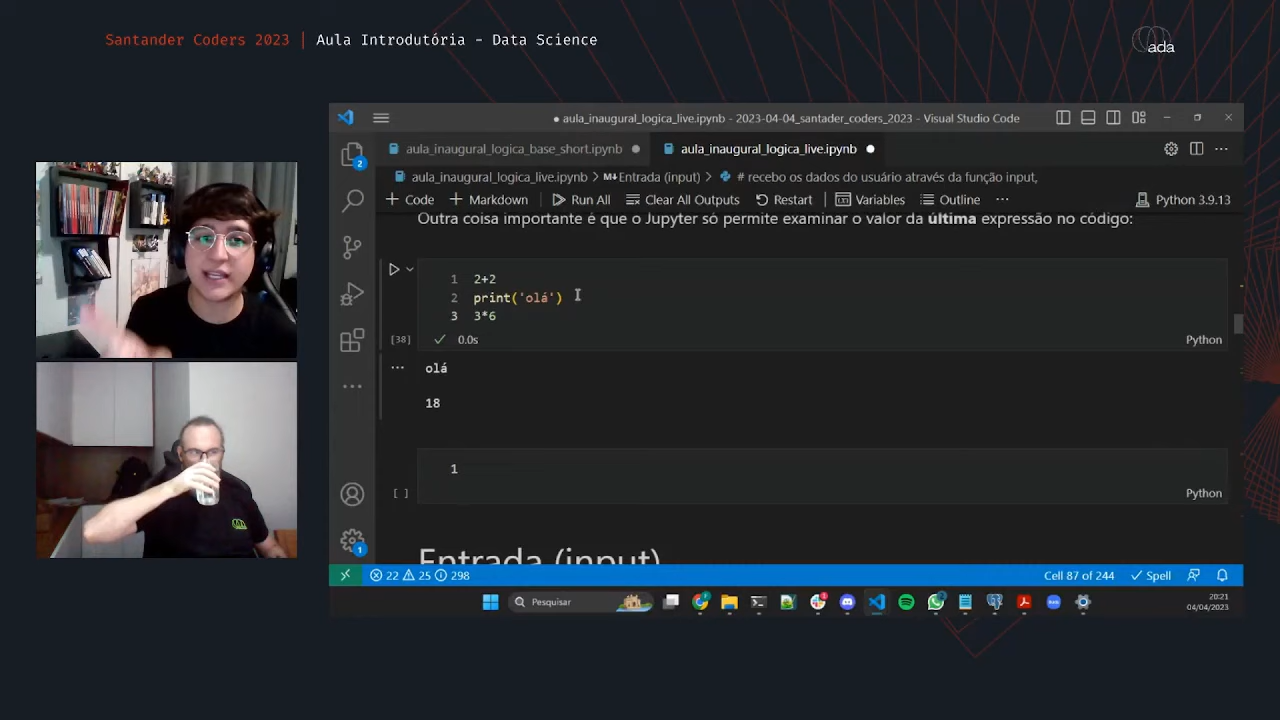 Santander Coders 2023 | Aula Introdutória - Data Science
ada
● aula_inaugural_logica_live.ipynb - 2023-04-04_santader_coders_2023 - Visual Studio Code
aula_inaugural_logica_base_short.ipynb ●
aula_inaugural_logica_live.ipynb ●
2
aula_inaugural_logica_live.ipynb > M↓Entrada (input) > # recebo os dados do usuário através da função input,
+ Code + Markdown Run All Clear All Outputs Restart Variables Outline ... Python 3.9.13
Outra coisa importante é que o Jupyter só permite examinar o valor da última expressão no código:
1 2+2
2 print('olá')
3 3*6
[38] ✓ 0.0s Python
... olá
18
1
[ ] Python
Entrada (input)
1
22 25 298 Cell 87 of 244 ✓ Spell
Pesquisar
20:21
04/04/2023